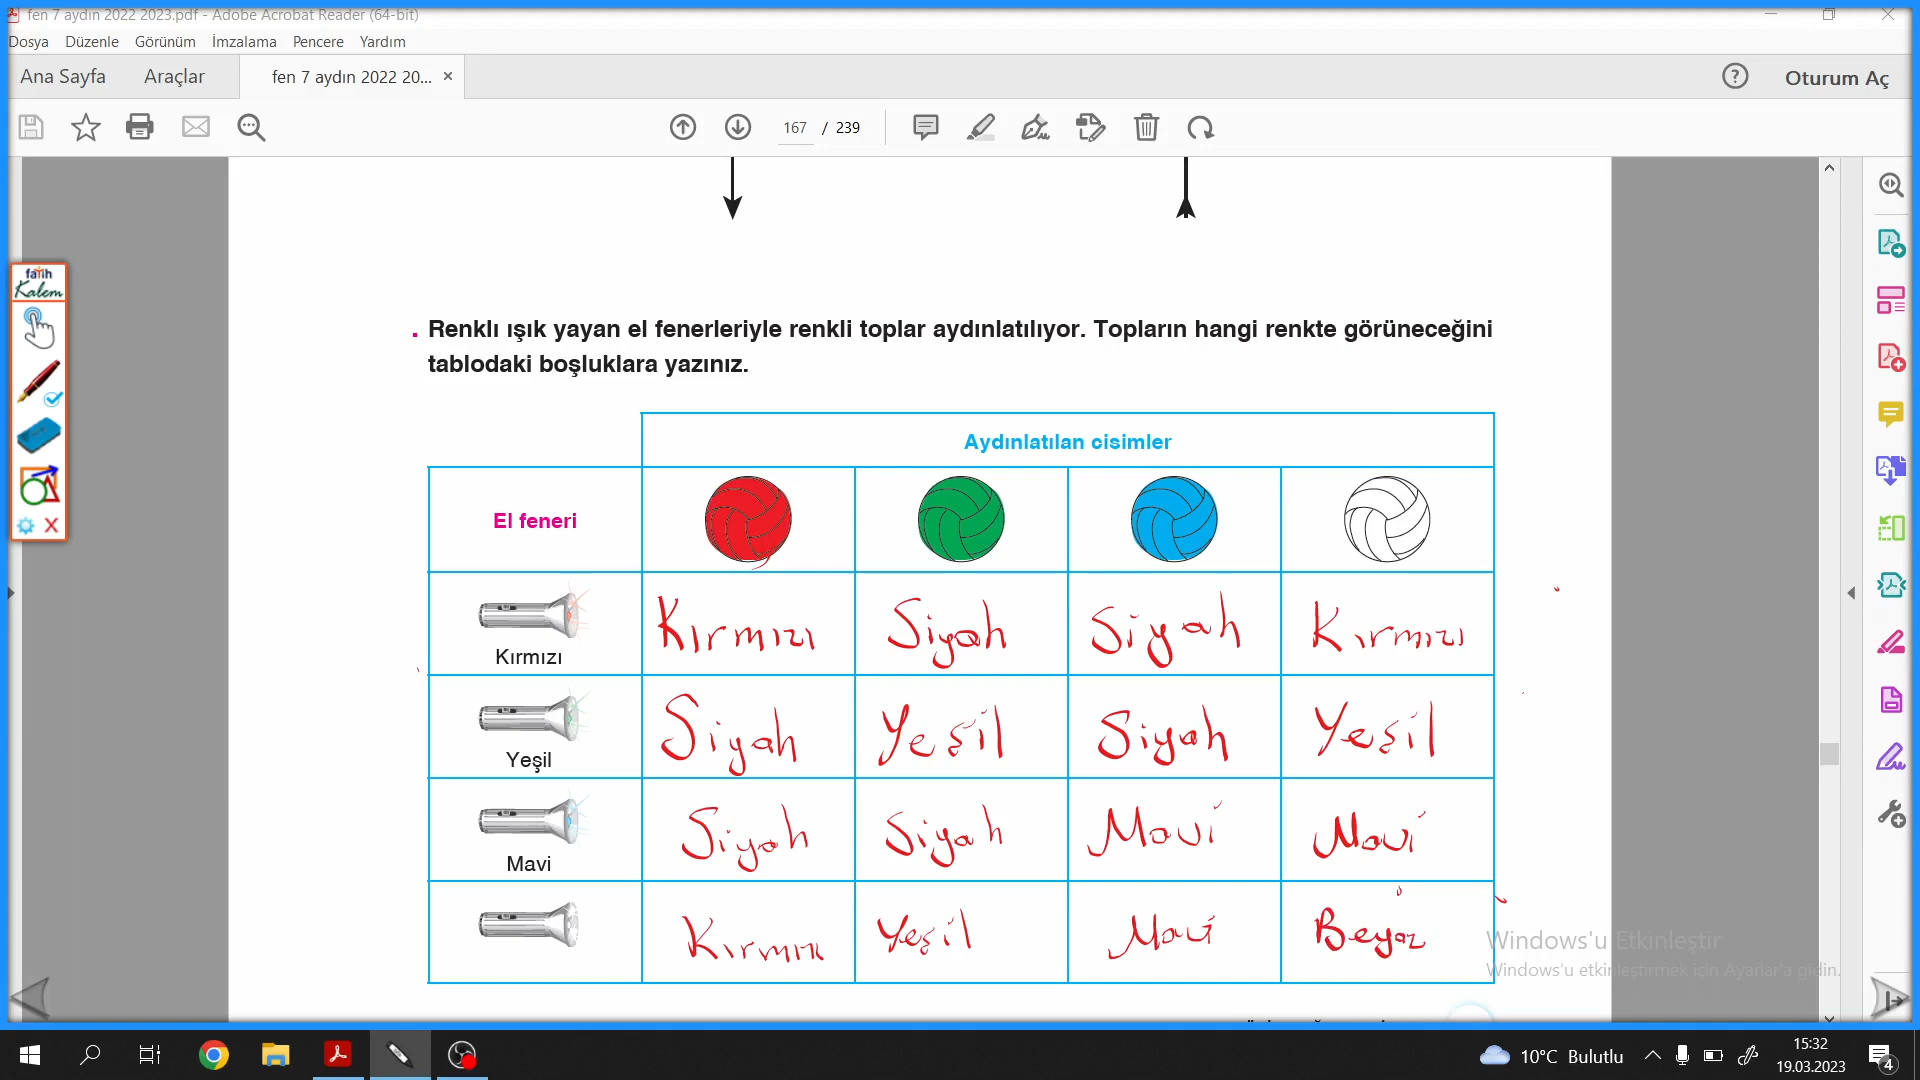 fen 7 aydın 2022 2023.pdf - Adobe Acrobat Reader (64-bit)
Dosya Düzenle Görünüm İmzalama Pencere Yardım
Ana Sayfa Araçlar fen 7 aydın 2022 20... × Oturum Aç
167 / 239
fatih
Kalem
Renkli ışık yayan el fenerleriyle renkli toplar aydınlatılıyor. Topların hangi renkte görüneceğini
tablodaki boşluklara yazınız.
Aydınlatılan cisimler
El feneri
Kırmızı Siyah Siyah Kırmızı
Kırmızı
Siyah Yeşil Siyah Yeşil
Yeşil
Siyah Siyah Mavi Mavi
Mavi
Kırmızı Yeşil Mavi Beyaz
Windows'u Etkinleştir
Windows'u etkinleştirmek için Ayarlar'a gidin.
10°C Bulutlu
15:32
19.03.2023
4